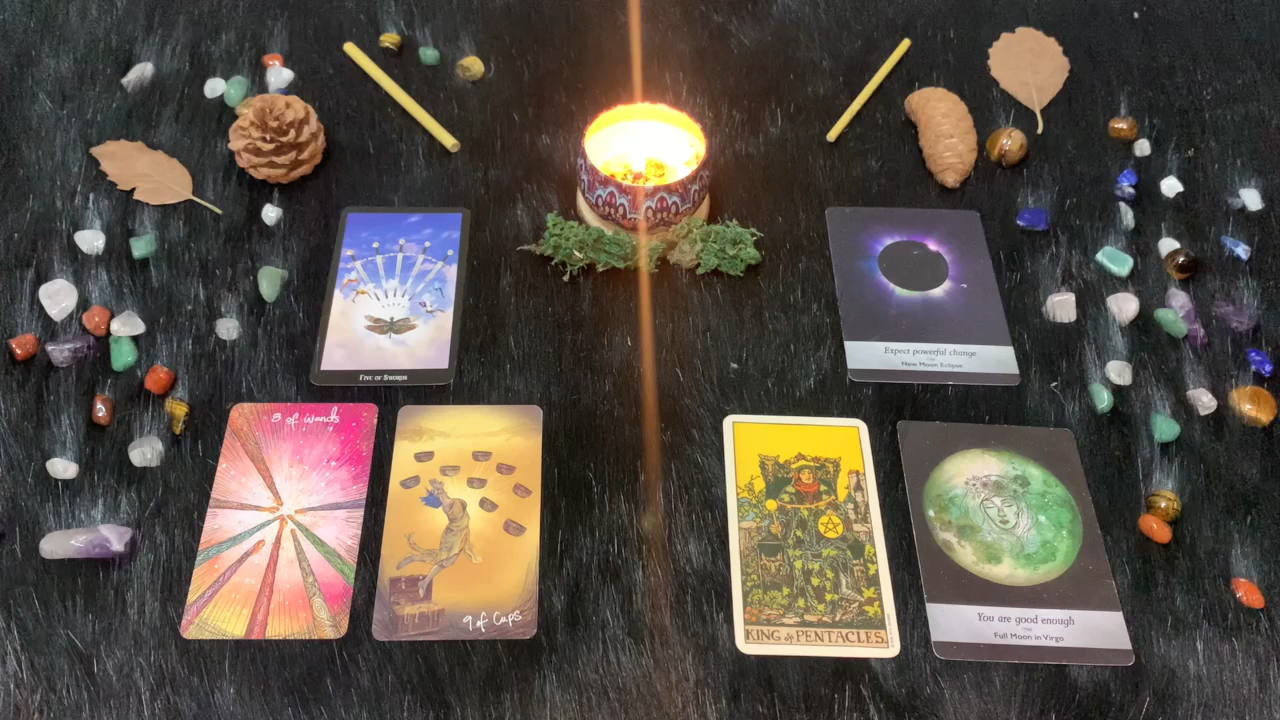 Five of Swords
Expect powerful change
New Moon Eclipse
8 of Wands
9 of Cups
KING of PENTACLES.
You are good enough
Full Moon in Virgo